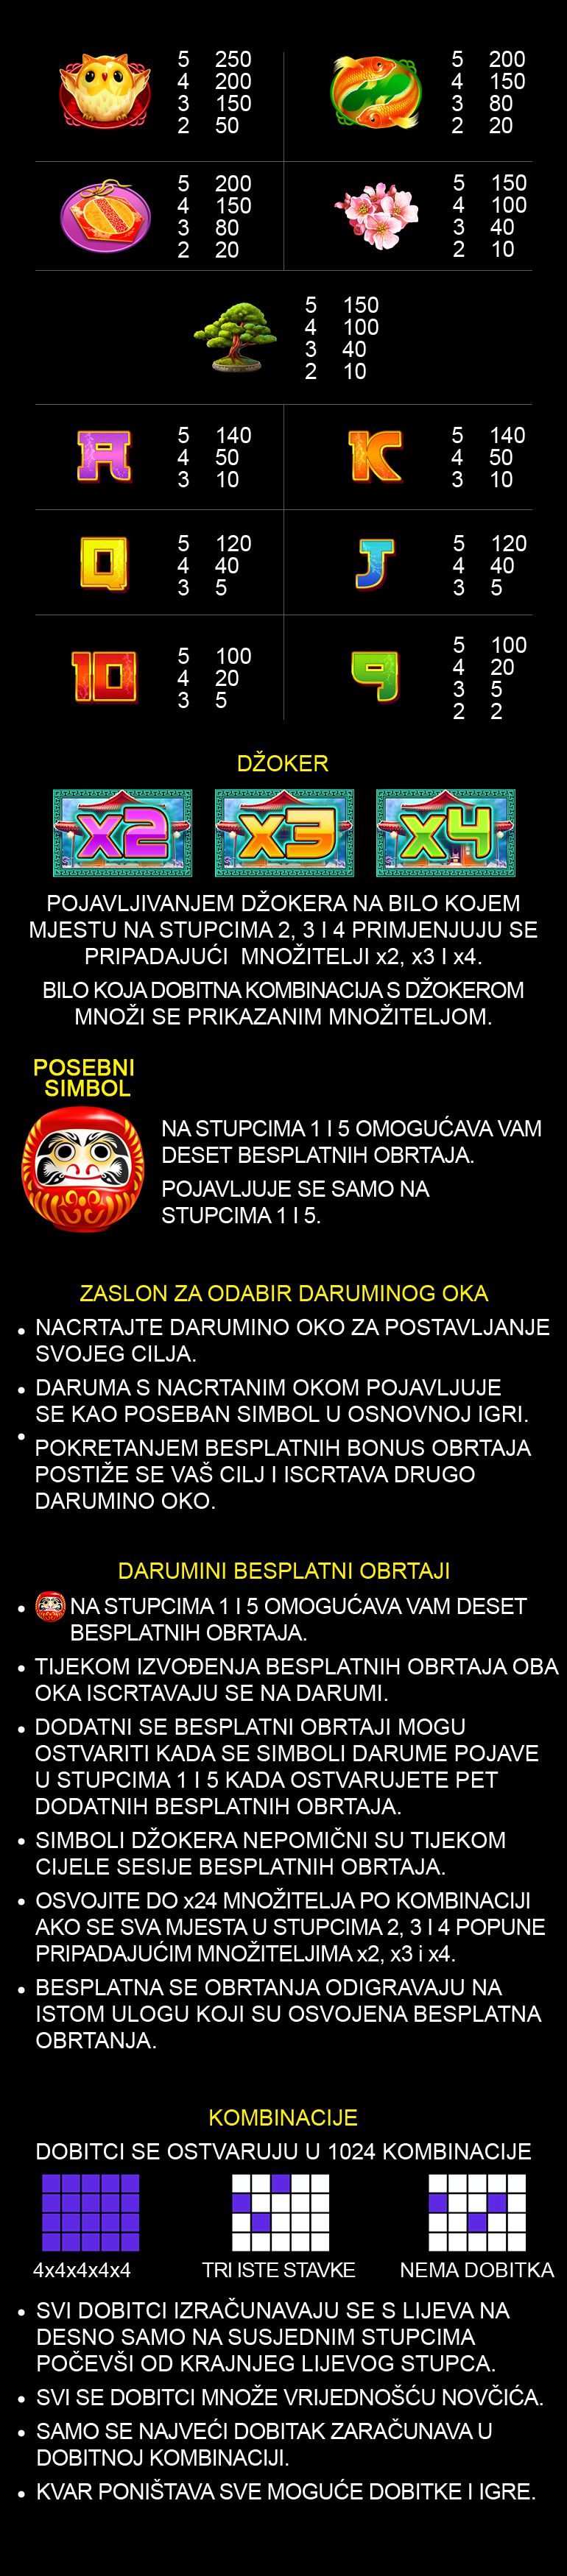 5 250
4 200
3 150
2 50
5 200
4 150
3 80
2 20
5 200
4 150
3 80
2 20
5 150
4 100
3 40
2 10
5 150
4 100
3 40
2 10
A
5 140
4 50
3 10
K
5 140
4 50
3 10
Q
5 120
4 40
3 5
J
5 120
4 40
3 5
10
5 100
4 20
3 5
9
5 100
4 20
3 5
2 2
DŽOKER
x2 x3 x4
POJAVLJIVANJEM DŽOKERA NA BILO KOJEM
MJESTU NA STUPCIMA 2, 3 I 4 PRIMJENJUJU SE
PRIPADAJUĆI MNOŽITELJI x2, x3 I x4.
BILO KOJA DOBITNA KOMBINACIJA S DŽOKEROM
MNOŽI SE PRIKAZANIM MNOŽITELJOM.
POSEBNI
SIMBOL
NA STUPCIMA 1 I 5 OMOGUĆAVA VAM
DESET BESPLATNIH OBRTAJA.
POJAVLJUJE SE SAMO NA
STUPCIMA 1 I 5.
ZASLON ZA ODABIR DARUMINOG OKA
• NACRTAJTE DARUMINO OKO ZA POSTAVLJANJE
SVOJEG CILJA.
• DARUMA S NACRTANIM OKOM POJAVLJUJE
SE KAO POSEBAN SIMBOL U OSNOVNOJ IGRI.
• POKRETANJEM BESPLATNIH BONUS OBRTAJA
POSTIŽE SE VAŠ CILJ I ISCRTAVA DRUGO
DARUMINO OKO.
DARUMINI BESPLATNI OBRTAJI
• NA STUPCIMA 1 I 5 OMOGUĆAVA VAM DESET
BESPLATNIH OBRTAJA.
• TIJEKOM IZVOĐENJA BESPLATNIH OBRTAJA OBA
OKA ISCRTAVAJU SE NA DARUMI.
• DODATNI SE BESPLATNI OBRTAJI MOGU
OSTVARITI KADA SE SIMBOLI DARUME POJAVE
U STUPCIMA 1 I 5 KADA OSTVARUJETE PET
DODATNIH BESPLATNIH OBRTAJA.
• SIMBOLI DŽOKERA NEPOMIČNI SU TIJEKOM
CIJELE SESIJE BESPLATNIH OBRTAJA.
• OSVOJITE DO x24 MNOŽITELJA PO KOMBINACIJI
AKO SE SVA MJESTA U STUPCIMA 2, 3 I 4 POPUNE
PRIPADAJUĆIM MNOŽITELJIMA x2, x3 i x4.
• BESPLATNA SE OBRTANJA ODIGRAVAJU NA
ISTOM ULOGU KOJI SU OSVOJENA BESPLATNA
OBRTANJA.
KOMBINACIJE
DOBITCI SE OSTVARUJU U 1024 KOMBINACIJE
4x4x4x4x4 TRI ISTE STAVKE NEMA DOBITKA
• SVI DOBITCI IZRAČUNAVAJU SE S LIJEVA NA
DESNO SAMO NA SUSJEDNIM STUPCIMA
POČEVŠI OD KRAJNJEG LIJEVOG STUPCA.
• SVI SE DOBITCI MNOŽE VRIJEDNOŠĆU NOVČIĆA.
• SAMO SE NAJVEĆI DOBITAK ZARAČUNAVA U
DOBITNOJ KOMBINACIJI.
• KVAR PONIŠTAVA SVE MOGUĆE DOBITKE I IGRE.